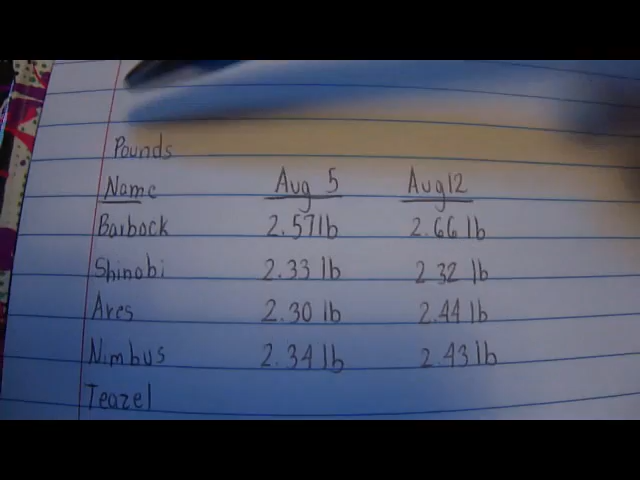 Pounds
Name Aug 5 Aug 12
Barbock 2.57 lb 2.66 lb
Shinobi 2.33 lb 2.32 lb
Ares 2.30 lb 2.44 lb
Nimbus 2.34 lb 2.43 lb
Teazel